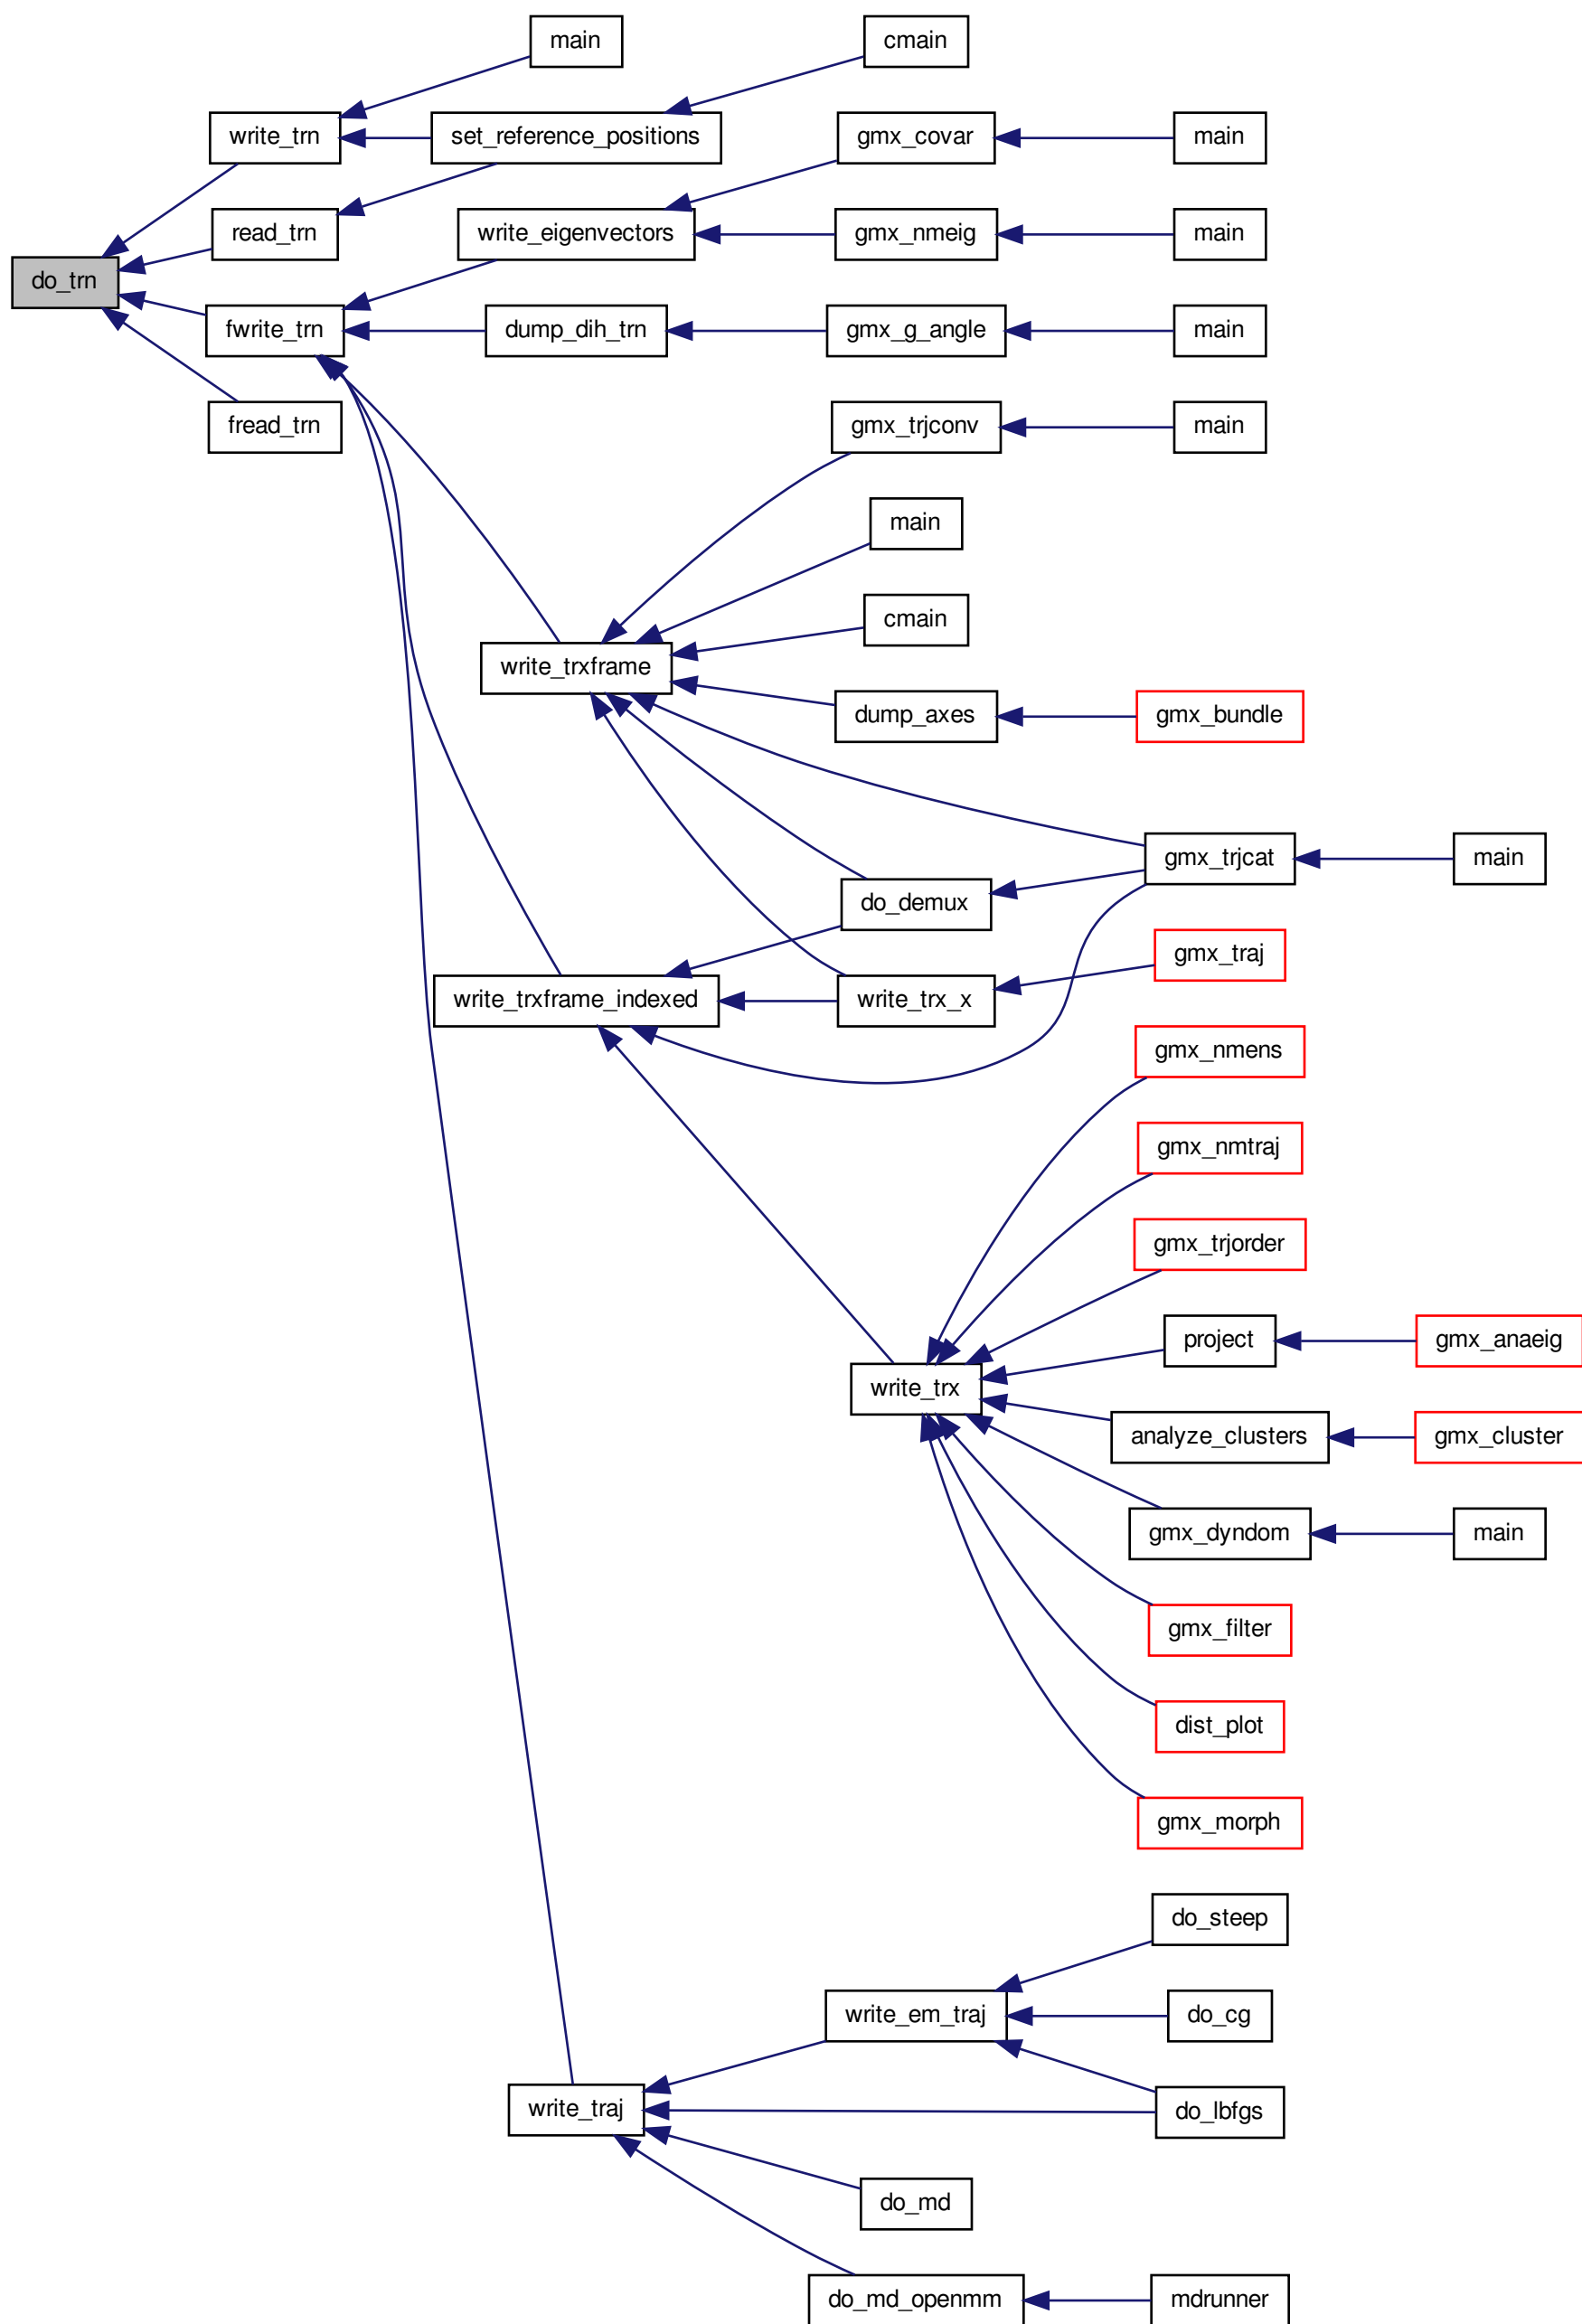 main
cmain
write_trn
set_reference_positions
gmx_covar
main
read_trn
write_eigenvectors
gmx_nmeig
main
do_trn
fwrite_trn
dump_dih_trn
gmx_g_angle
main
fread_trn
gmx_trjconv
main
main
cmain
write_trxframe
dump_axes
gmx_bundle
gmx_trjcat
main
do_demux
gmx_traj
write_trxframe_indexed
write_trx_x
gmx_nmens
gmx_nmtraj
gmx_trjorder
project
gmx_anaeig
write_trx
analyze_clusters
gmx_cluster
gmx_dyndom
main
gmx_filter
dist_plot
gmx_morph
do_steep
write_em_traj
do_cg
write_traj
do_lbfgs
do_md
do_md_openmm
mdrunner